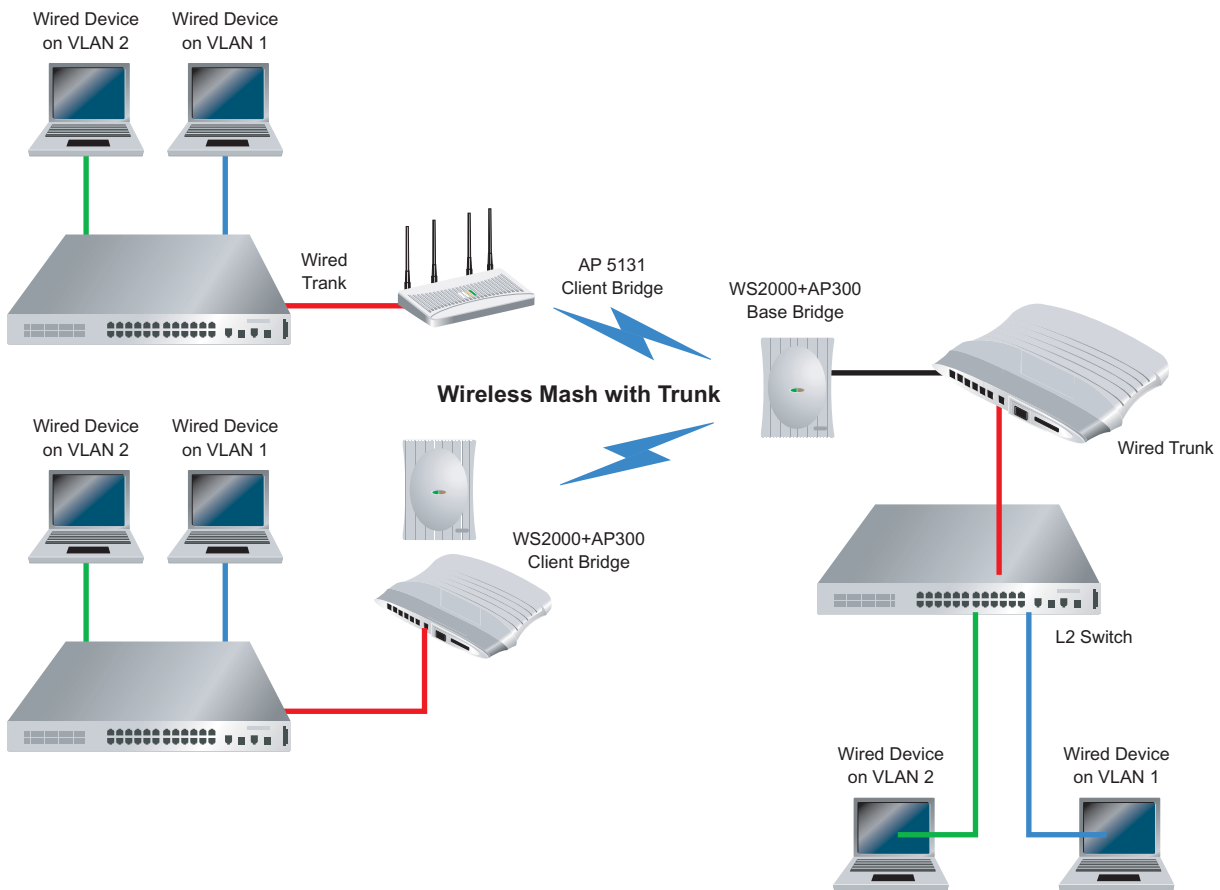 Wired Device
on VLAN 2
Wired Device
on VLAN 1
Wired
Trank
AP 5131
Client Bridge
WS2000+AP300
Base Bridge
Wireless Mash with Trunk
Wired Trunk
Wired Device
on VLAN 2
Wired Device
on VLAN 1
WS2000+AP300
Client Bridge
L2 Switch
Wired Device
on VLAN 2
Wired Device
on VLAN 1